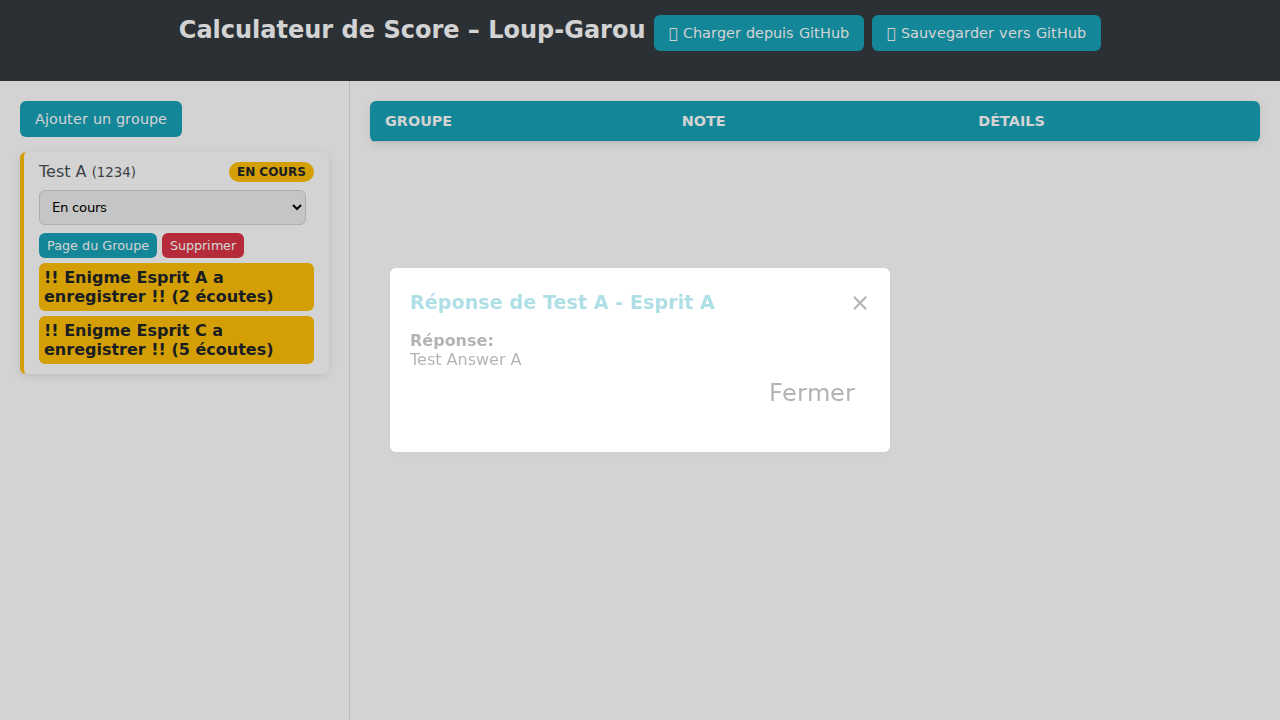 Calculateur de Score – Loup-Garou
Charger depuis GitHub
Sauvegarder vers GitHub
Ajouter un groupe
GROUPE NOTE DÉTAILS
Test A (1234)
EN COURS
En cours
Page du Groupe
Supprimer
!! Enigme Esprit A a
enregistrer !! (2 écoutes)
!! Enigme Esprit C a
enregistrer !! (5 écoutes)
Réponse de Test A - Esprit A
×
Réponse:
Test Answer A
Fermer